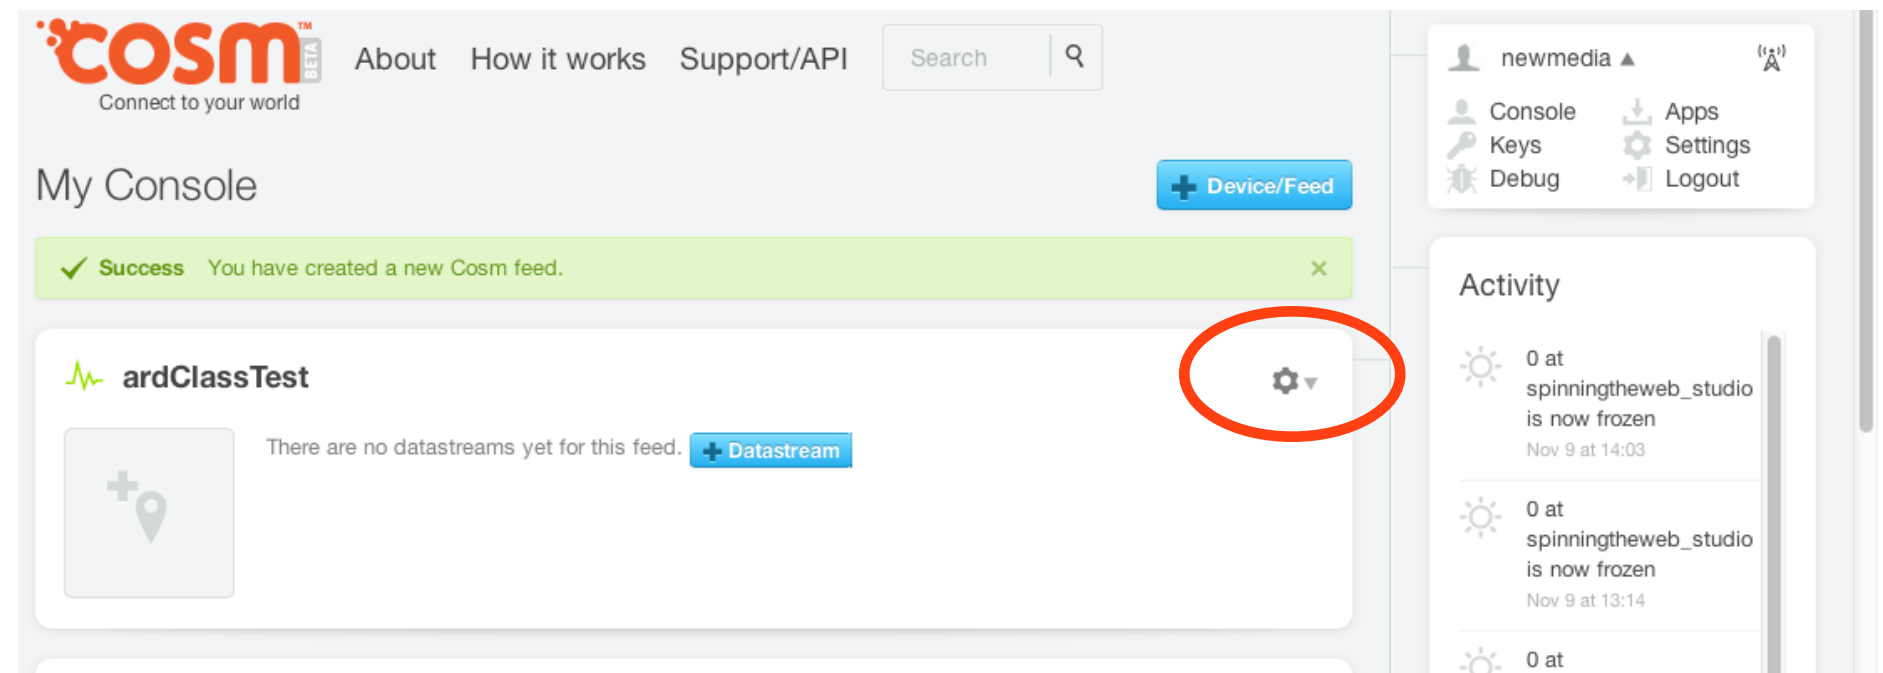 cosm™ BETA
Connect to your world
About How it works Support/API Search
newmedia
Console Apps
Keys Settings
Debug Logout
My Console
Device/Feed
Success You have created a new Cosm feed.
ardClassTest
There are no datastreams yet for this feed. Datastream
Activity
0 at
spinningtheweb_studio
is now frozen
Nov 9 at 14:03
0 at
spinningtheweb_studio
is now frozen
Nov 9 at 13:14
0 at